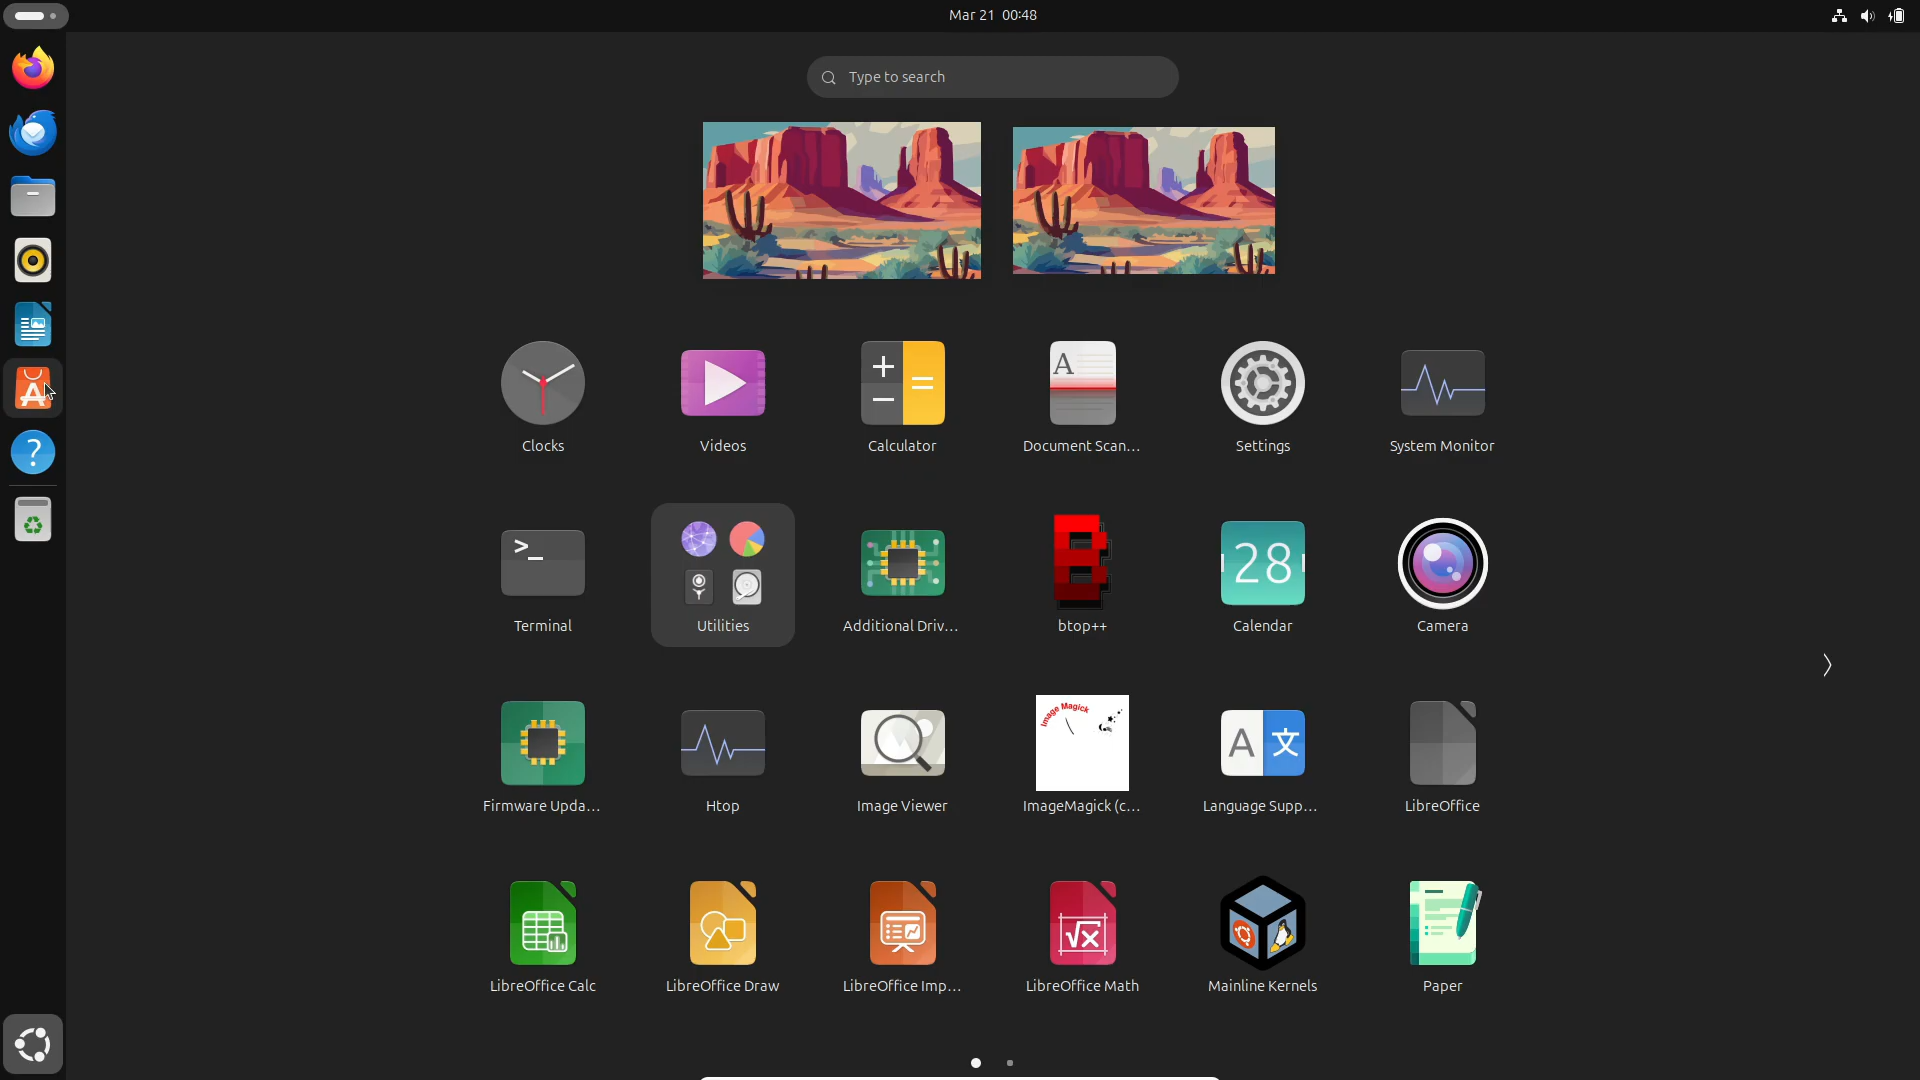 Mar 21 00:48
Type to search
Clocks
Videos
Calculator
Document Scan...
Settings
System Monitor
Terminal
Utilities
Additional Driv...
btop++
28
Calendar
Camera
Image Magick
Firmware Upda...
Htop
Image Viewer
ImageMagick (c...
Language Supp...
LibreOffice
LibreOffice Calc
LibreOffice Draw
LibreOffice Imp...
LibreOffice Math
Mainline Kernels
Paper